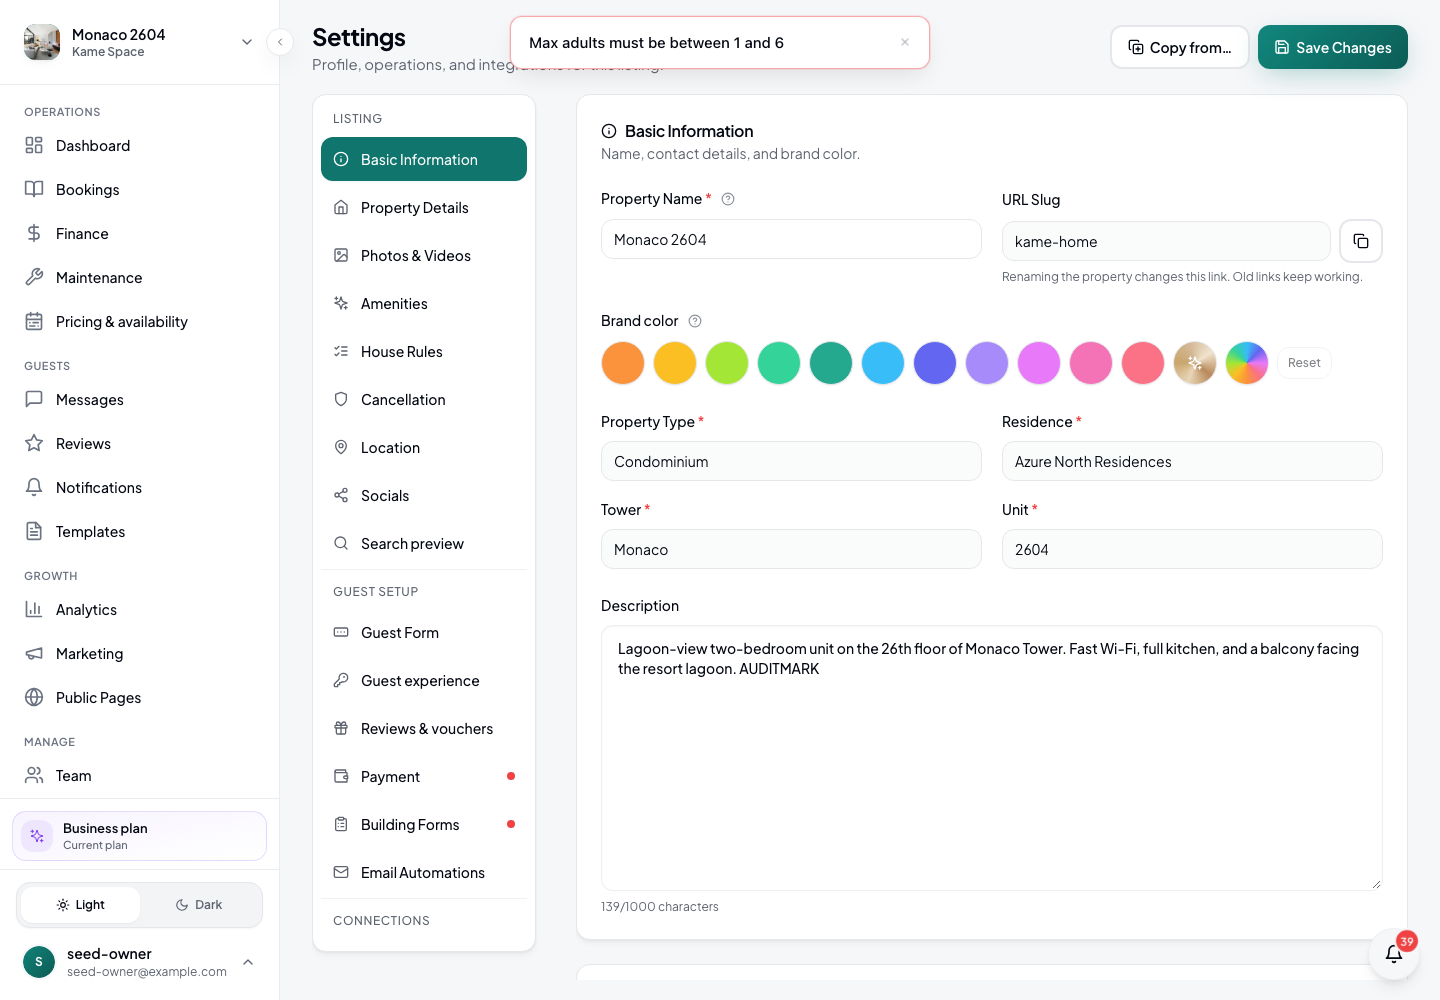 Monaco 2604
Kame Space
OPERATIONS
Dashboard
Bookings
Finance
Maintenance
Pricing & availability
GUESTS
Messages
Reviews
Notifications
Templates
GROWTH
Analytics
Marketing
Public Pages
MANAGE
Team
Business plan
Current plan
Light
Dark
S
seed-owner
seed-owner@example.com
Settings
Profile, operations, and integrations for this listing.
Max adults must be between 1 and 6
Copy from...
Save Changes
LISTING
Basic Information
Property Details
Photos & Videos
Amenities
House Rules
Cancellation
Location
Socials
Search preview
GUEST SETUP
Guest Form
Guest experience
Reviews & vouchers
Payment
Building Forms
Email Automations
CONNECTIONS
Basic Information
Name, contact details, and brand color.
Property Name *
Monaco 2604
URL Slug
kame-home
Renaming the property changes this link. Old links keep working.
Brand color
Reset
Property Type *
Condominium
Residence *
Azure North Residences
Tower *
Monaco
Unit *
2604
Description
Lagoon-view two-bedroom unit on the 26th floor of Monaco Tower. Fast Wi-Fi, full kitchen, and a balcony facing
the resort lagoon. AUDITMARK
139/1000 characters
39